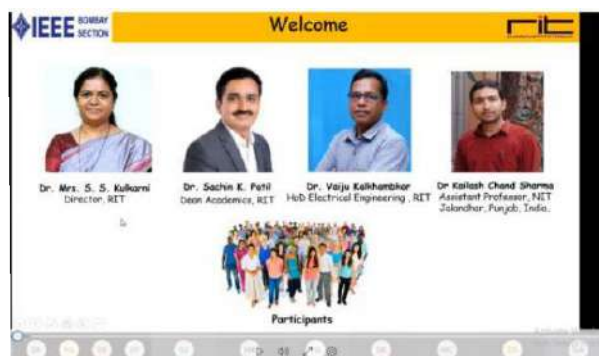 IEEE BOMBAY
SECTION
Welcome
rit
Dr. Mrs. S. S. Kulkarni
Director, RIT
Dr. Sachin K. Patil
Dean Academics, RIT
Dr. Vaiju Kalkhambkar
HoD Electrical Engineering , RIT
Dr Kailash Chand Sharma
Assistant Professor, NIT
Jalandhar, Punjab, India.
Participants